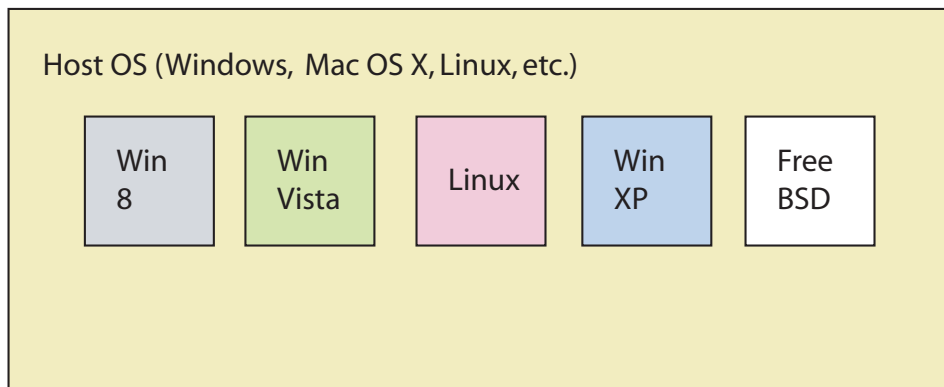 Host OS (Windows, Mac OS X, Linux, etc.)
Win
8
Win
Vista
Linux
Win
XP
Free
BSD